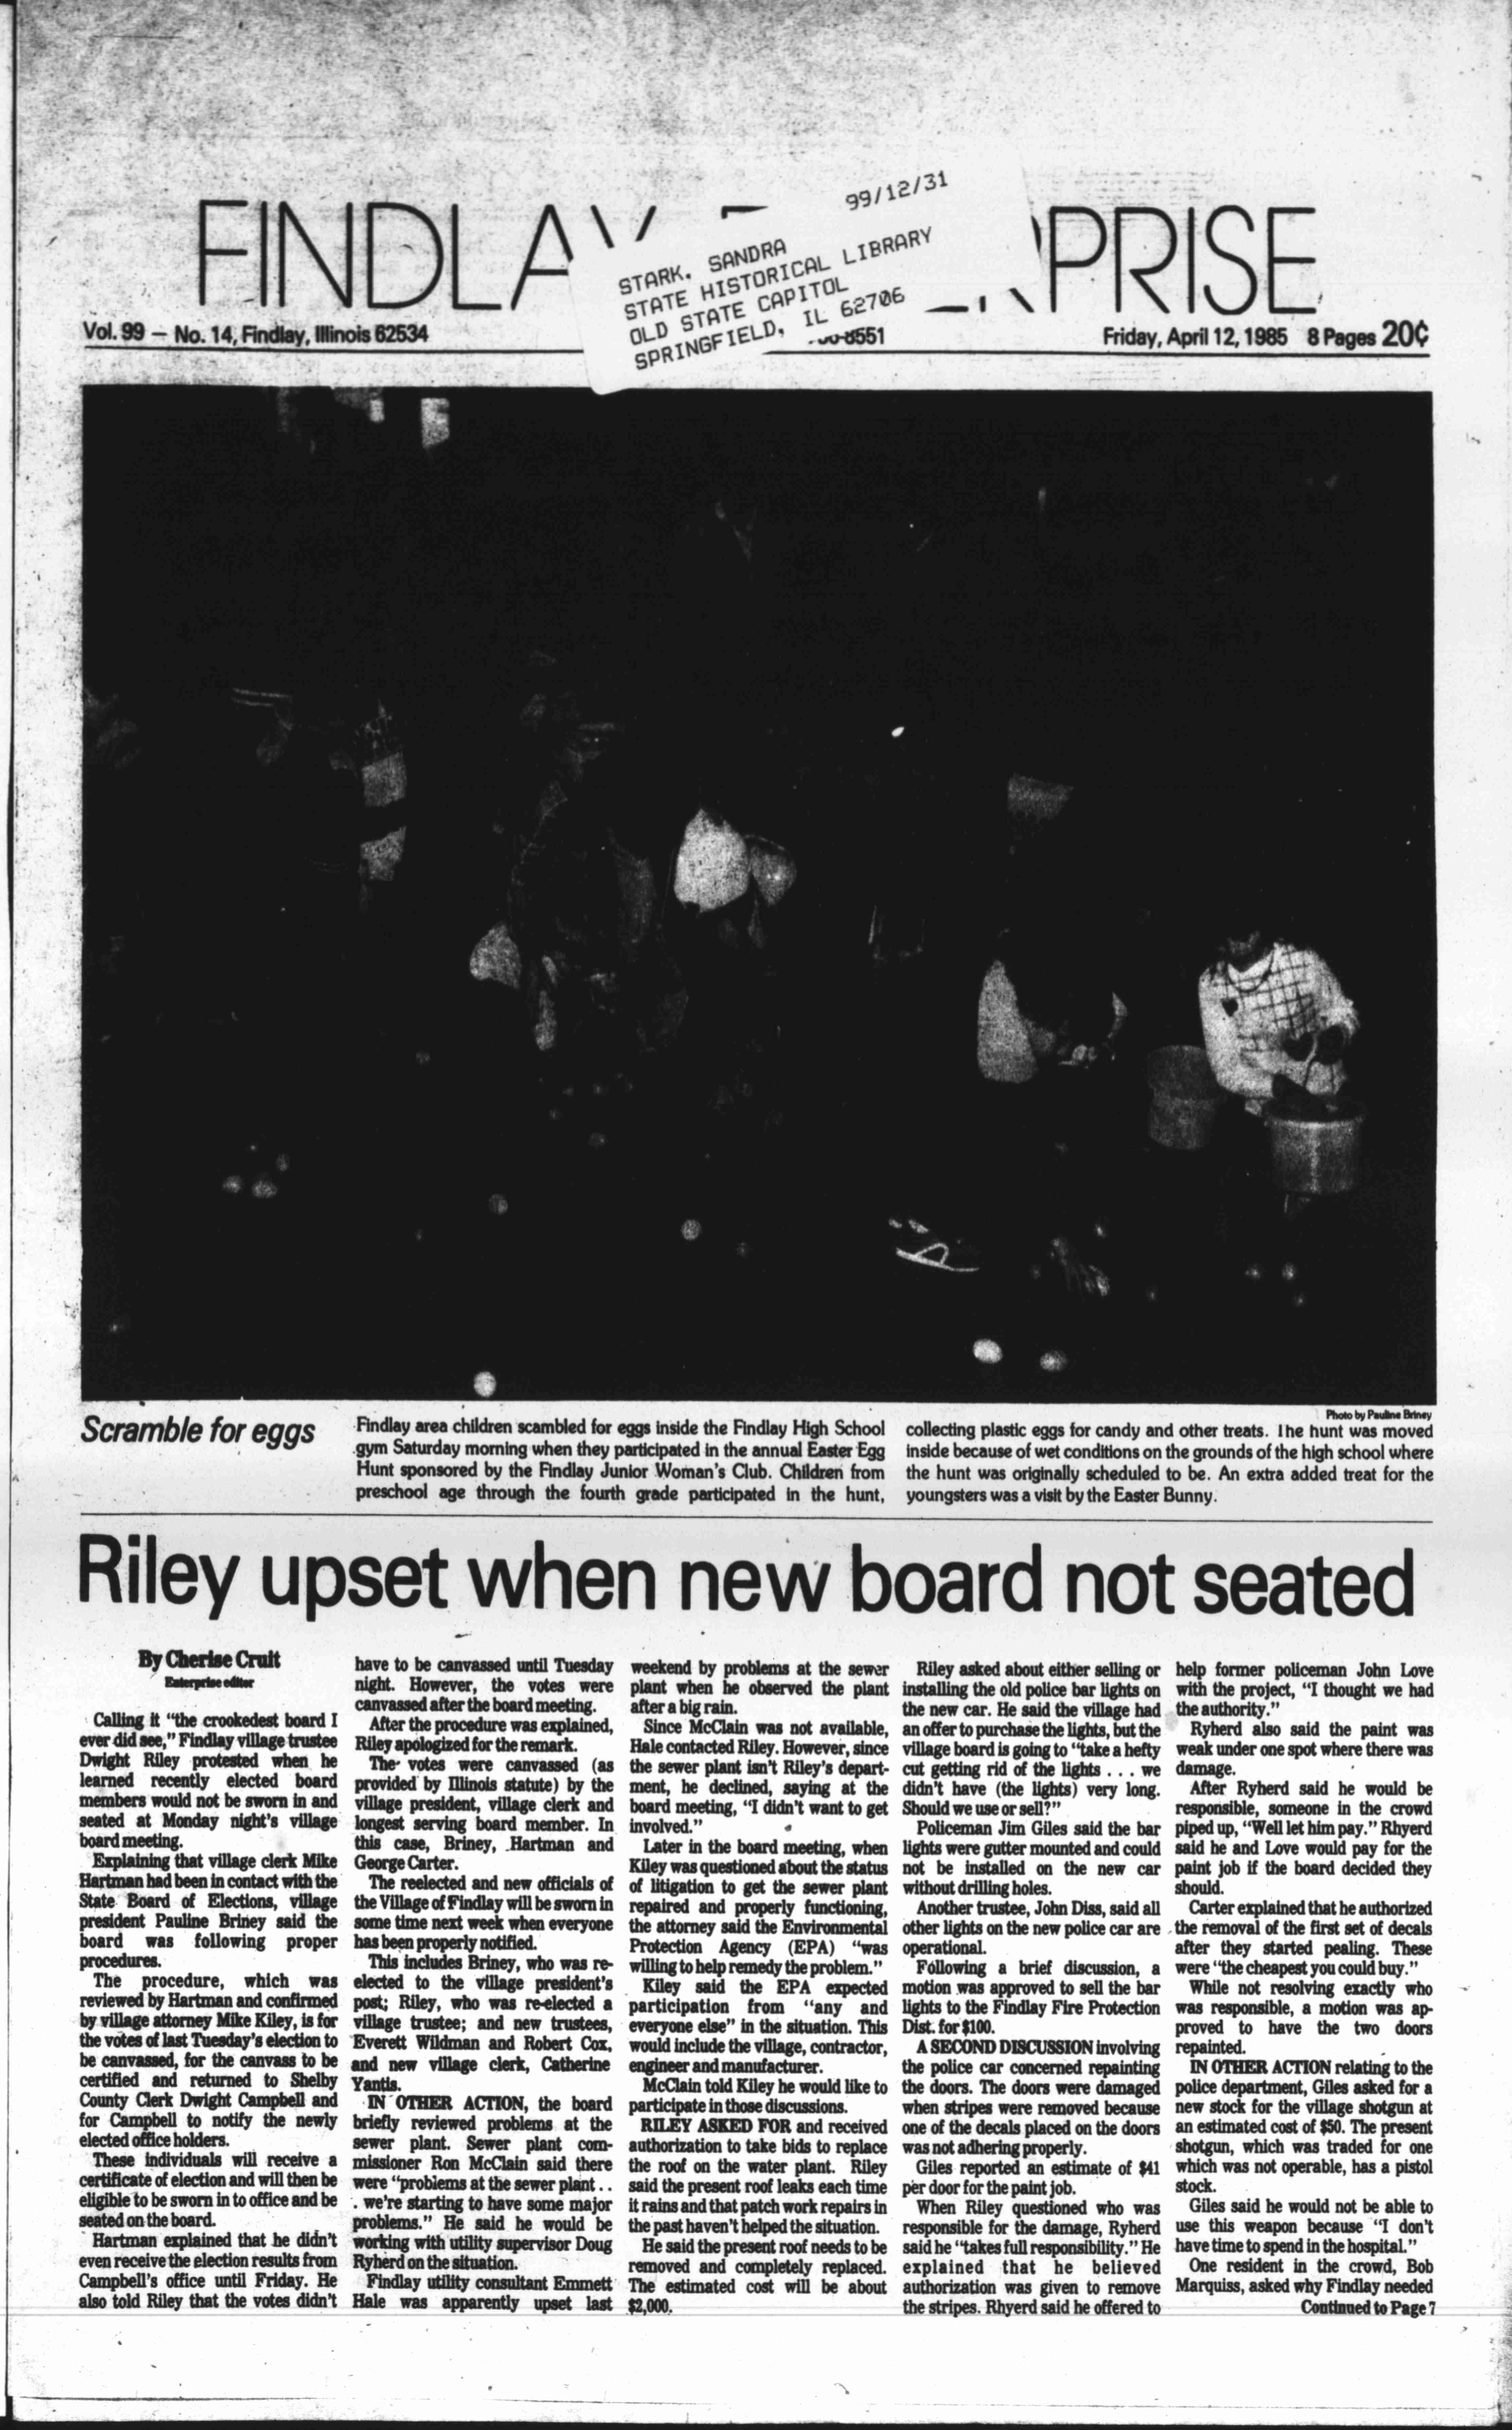 FINDLAY PRISE
99/12/31
STARK, SANDRA
STATE HISTORICAL LIBRARY
OLD STATE CAPITOL
SPRINGFIELD, IL 62706
Vol. 99 — No. 14, Findlay, Illinois 62534
-8551
Friday, April 12, 1985 8 Pages 20¢
Photo by Pauline Briney
Scramble for eggs
Findlay area children scambled for eggs inside the Findlay High School
gym Saturday morning when they participated in the annual Easter Egg
Hunt sponsored by the Findlay Junior Woman's Club. Children from
preschool age through the fourth grade participated in the hunt,
collecting plastic eggs for candy and other treats. The hunt was moved
inside because of wet conditions on the grounds of the high school where
the hunt was originally scheduled to be. An extra added treat for the
youngsters was a visit by the Easter Bunny.
Riley upset when new board not seated
By Cherise Cruit
Enterprise editor
Calling it "the crookedest board I
ever did see," Findlay village trustee
Dwight Riley protested when he
learned recently elected board
members would not be sworn in and
seated at Monday night's village
board meeting.
Explaining that village clerk Mike
Hartman had been in contact with the
State Board of Elections, village
president Pauline Briney said the
board was following proper
procedures.
The procedure, which was
reviewed by Hartman and confirmed
by village attorney Mike Kiley, is for
the votes of last Tuesday's election to
be canvassed, for the canvass to be
certified and returned to Shelby
County Clerk Dwight Campbell and
for Campbell to notify the newly
elected office holders.
These individuals will receive a
certificate of election and will then be
eligible to be sworn in to office and be
seated on the board.
Hartman explained that he didn't
even receive the election results from
Campbell's office until Friday. He
also told Riley that the votes didn't
have to be canvassed until Tuesday
night. However, the votes were
canvassed after the board meeting.
After the procedure was explained,
Riley apologized for the remark.
The votes were canvassed (as
provided by Illinois statute) by the
village president, village clerk and
longest serving board member. In
this case, Briney, Hartman and
George Carter.
The reelected and new officials of
the Village of Findlay will be sworn in
some time next week when everyone
has been properly notified.
This includes Briney, who was re-
elected to the village president's
post; Riley, who was re-elected a
village trustee; and new trustees,
Everett Wildman and Robert Cox,
and new village clerk, Catherine
Yantis.
IN OTHER ACTION, the board
briefly reviewed problems at the
sewer plant. Sewer plant com-
missioner Ron McClain said there
were "problems at the sewer plant . .
. we're starting to have some major
problems." He said he would be
working with utility supervisor Doug
Ryherd on the situation.
Findlay utility consultant Emmett
Hale was apparently upset last
weekend by problems at the sewer
plant when he observed the plant
after a big rain.
Since McClain was not available,
Hale contacted Riley. However, since
the sewer plant isn't Riley's depart-
ment, he declined, saying at the
board meeting, "I didn't want to get
involved."
Later in the board meeting, when
Kiley was questioned about the status
of litigation to get the sewer plant
repaired and properly functioning,
the attorney said the Environmental
Protection Agency (EPA) "was
willing to help remedy the problem."
Kiley said the EPA expected
participation from "any and
everyone else" in the situation. This
would include the village, contractor,
engineer and manufacturer.
McClain told Kiley he would like to
participate in those discussions.
RILEY ASKED FOR and received
authorization to take bids to replace
the roof on the water plant. Riley
said the present roof leaks each time
it rains and that patch work repairs in
the past haven't helped the situation.
He said the present roof needs to be
removed and completely replaced.
The estimated cost will be about
$2,000.
Riley asked about either selling or
installing the old police bar lights on
the new car. He said the village had
an offer to purchase the lights, but the
village board is going to "take a hefty
cut getting rid of the lights . . . we
didn't have (the lights) very long.
Should we use or sell?"
Policeman Jim Giles said the bar
lights were gutter mounted and could
not be installed on the new car
without drilling holes.
Another trustee, John Diss, said all
other lights on the new police car are
operational.
Following a brief discussion, a
motion was approved to sell the bar
lights to the Findlay Fire Protection
Dist. for $100.
A SECOND DISCUSSION involving
the police car concerned repainting
the doors. The doors were damaged
when stripes were removed because
one of the decals placed on the doors
was not adhering properly.
Giles reported an estimate of $41
per door for the paint job.
When Riley questioned who was
responsible for the damage, Ryherd
said he "takes full responsibility." He
explained that he believed
authorization was given to remove
the stripes. Rhyerd said he offered to
help former policeman John Love
with the project, "I thought we had
the authority."
Ryherd also said the paint was
weak under one spot where there was
damage.
After Ryherd said he would be
responsible, someone in the crowd
piped up, "Well let him pay." Rhyerd
said he and Love would pay for the
paint job if the board decided they
should.
Carter explained that he authorized
the removal of the first set of decals
after they started pealing. These
were "the cheapest you could buy."
While not resolving exactly who
was responsible, a motion was ap-
proved to have the two doors
repainted.
IN OTHER ACTION relating to the
police department, Giles asked for a
new stock for the village shotgun at
an estimated cost of $50. The present
shotgun, which was traded for one
which was not operable, has a pistol
stock.
Giles said he would not be able to
use this weapon because "I don't
have time to spend in the hospital."
One resident in the crowd, Bob
Marquiss, asked why Findlay needed
Continued to Page 7